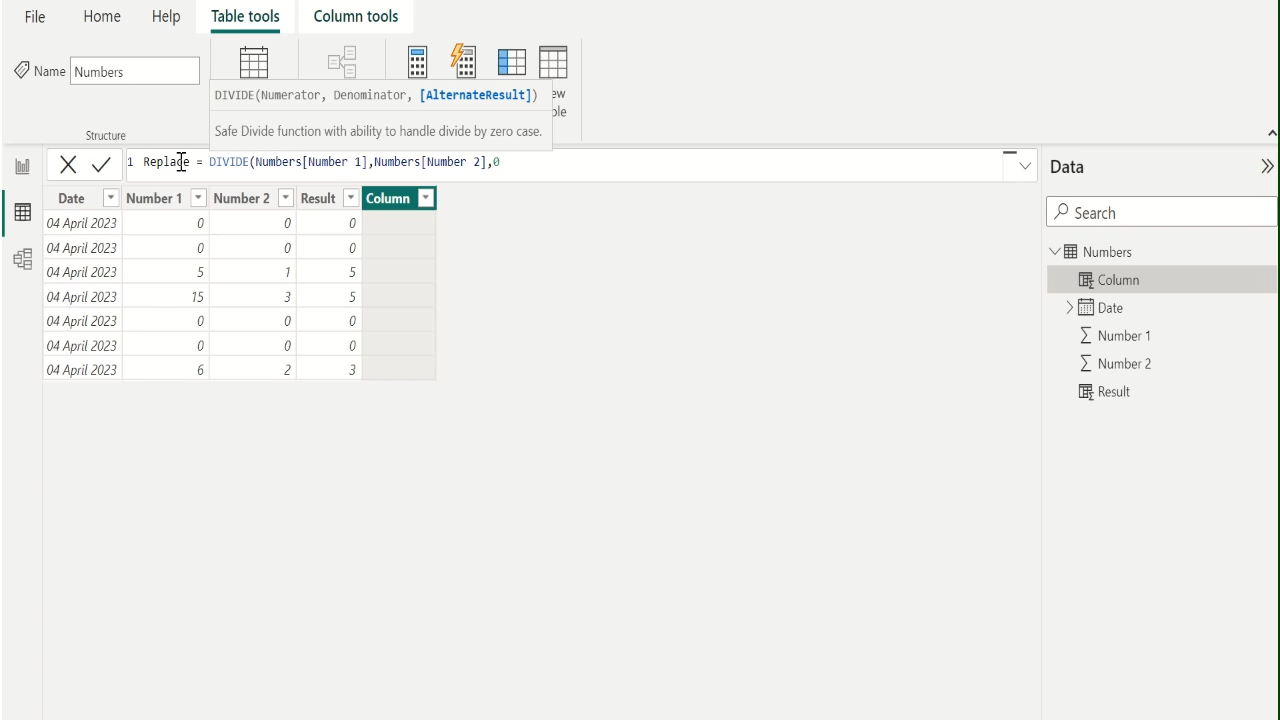 File Home Help Table tools Column tools
Name Numbers
DIVIDE(Numerator, Denominator, [AlternateResult])
ew
ble
Safe Divide function with ability to handle divide by zero case.
Structure
1 Replace = DIVIDE(Numbers[Number 1],Numbers[Number 2],0
Date Number 1 Number 2 Result Column
04 April 2023 0 0 0
04 April 2023 0 0 0
04 April 2023 5 1 5
04 April 2023 15 3 5
04 April 2023 0 0 0
04 April 2023 0 0 0
04 April 2023 6 2 3
Data
Search
Numbers
Column
Date
Number 1
Number 2
Result